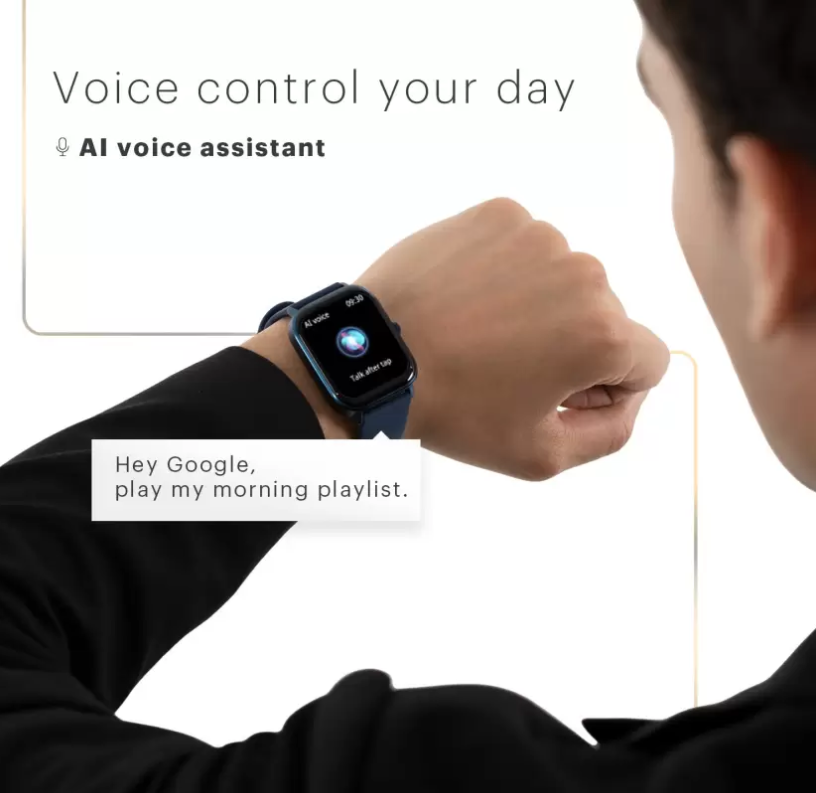 Voice control your day
AI voice assistant
09:30
AI voice
Talk after tap
Hey Google,
play my morning playlist.